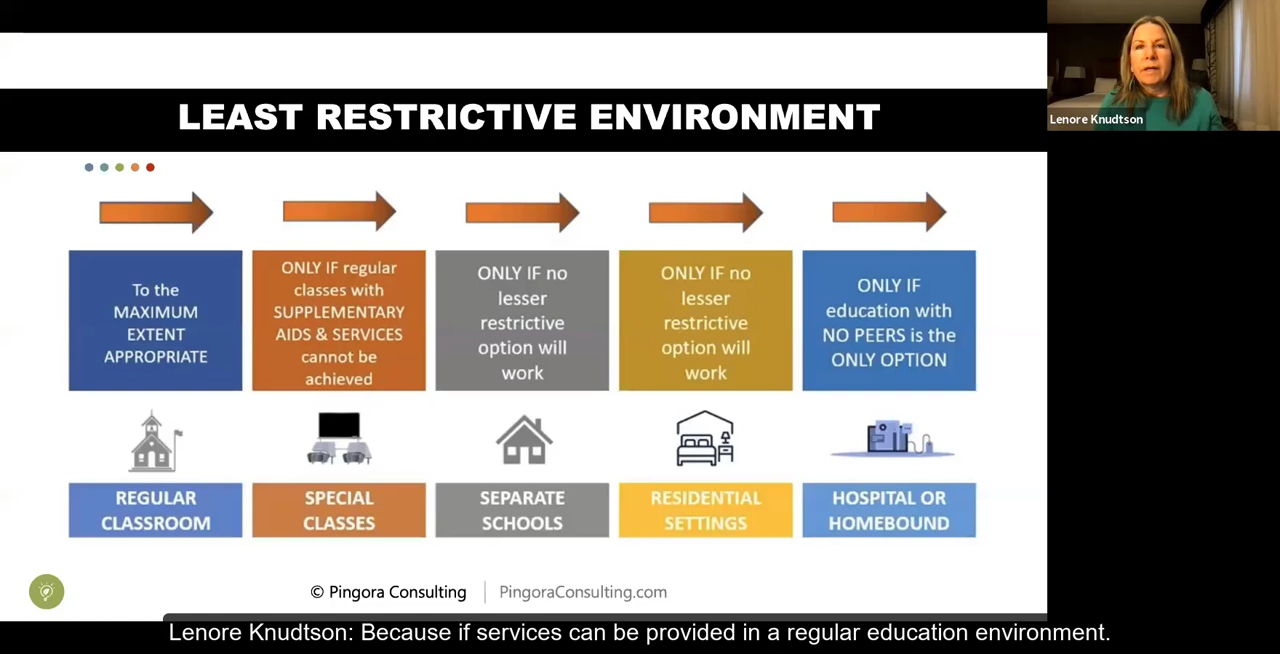 Lenore Knudtson
LEAST RESTRICTIVE ENVIRONMENT
To the
MAXIMUM
EXTENT
APPROPRIATE
ONLY IF regular
classes with
SUPPLEMENTARY
AIDS & SERVICES
cannot be
achieved
ONLY IF no
lesser
restrictive
option will
work
ONLY IF no
lesser
restrictive
option will
work
ONLY IF
education with
NO PEERS is the
ONLY OPTION
REGULAR
CLASSROOM
SPECIAL
CLASSES
SEPARATE
SCHOOLS
RESIDENTIAL
SETTINGS
HOSPITAL OR
HOMEBOUND
© Pingora Consulting | PingoraConsulting.com
Lenore Knudtson: Because if services can be provided in a regular education environment.